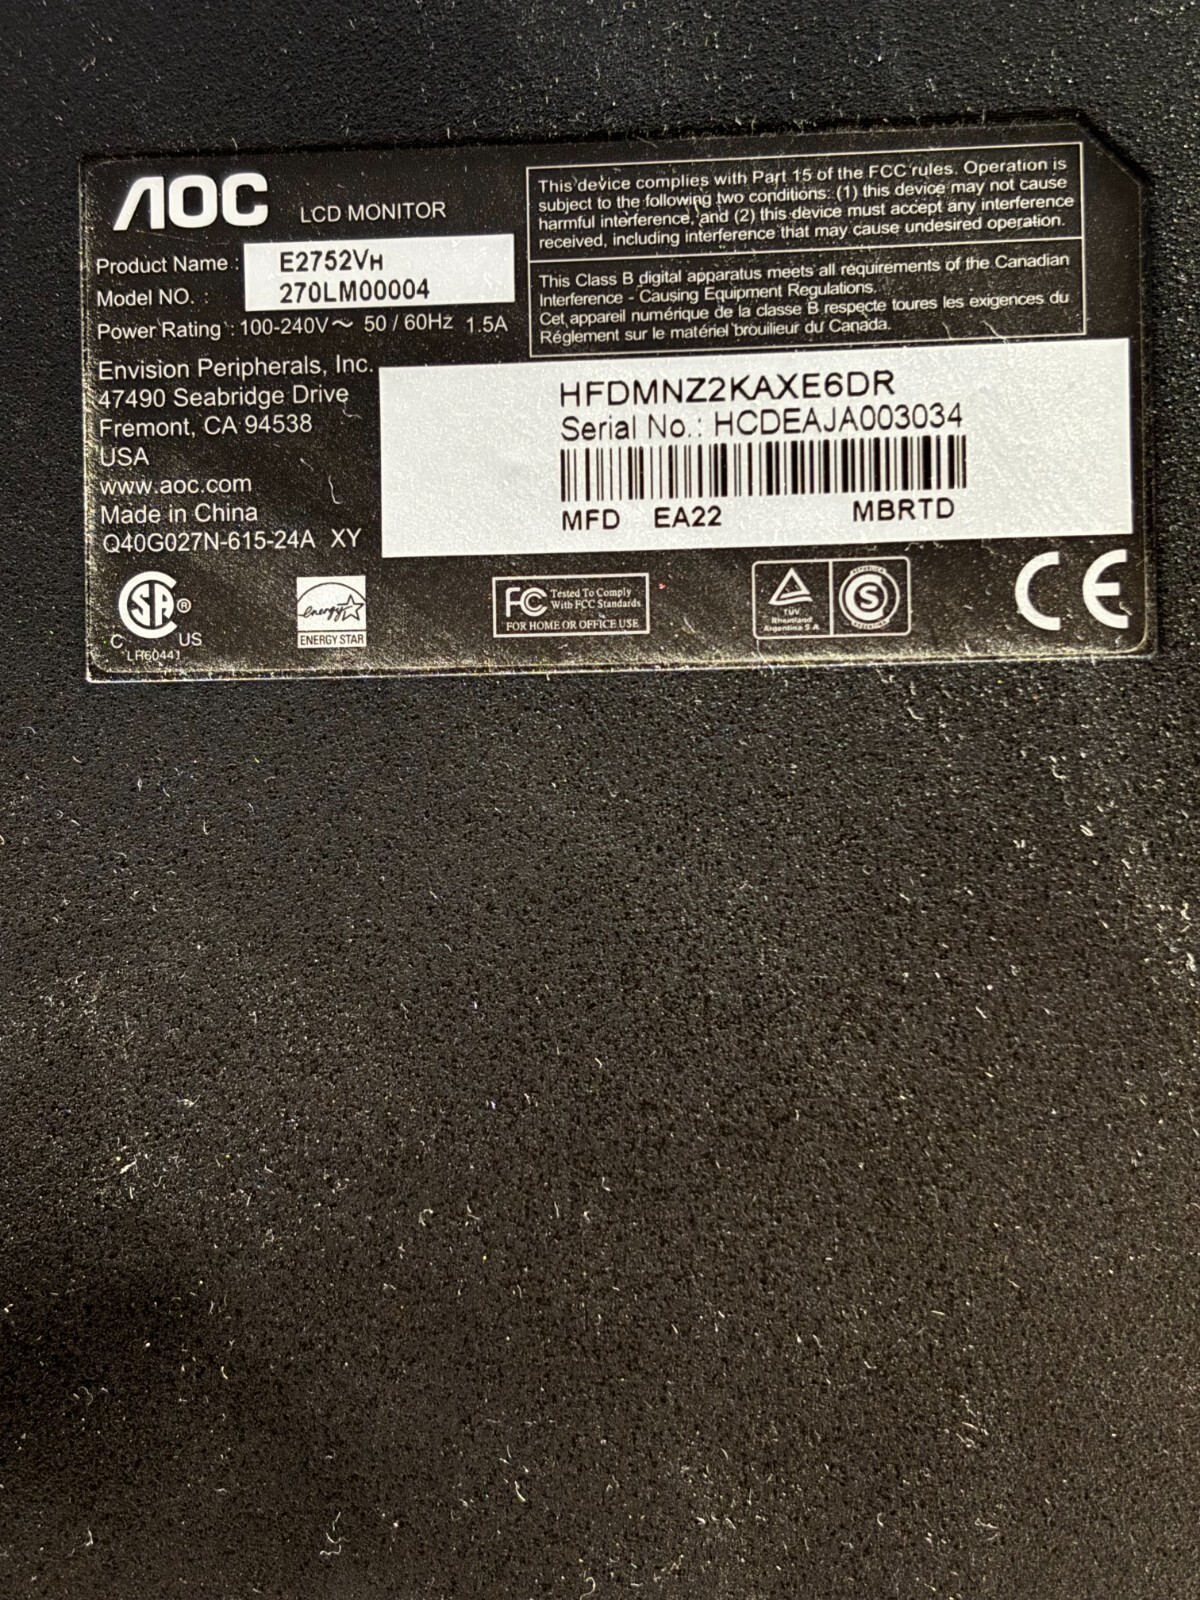 AOC LCD MONITOR
Product Name : E2752VH
Model NO. : 270LM00004
Power Rating : 100-240V～ 50 / 60Hz 1.5A
Envision Peripherals, Inc.
47490 Seabridge Drive
Fremont, CA 94538
USA
www.aoc.com
Made in China
Q40G027N-615-24A XY
This device complies with Part 15 of the FCC rules. Operation is
subject to the following two conditions: (1) this device may not cause
harmful interference, and (2) this device must accept any interference
received, including interference that may cause undesired operation.
This Class B digital apparatus meets all requirements of the Canadian
Interference - Causing Equipment Regulations.
Cet appareil numérique de la classe B respecte toures les exigences du
Réglement sur le matériel brouilieur du Canada.
HFDMNZ2KAXE6DR
Serial No.: HCDEAJA003034
MFD EA22 MBRTD
SA ®
C US
LR60441
energy
ENERGY STAR
FC Tested To Comply
With FCC Standards
FOR HOME OR OFFICE USE
TÜV
Rheinland
Argentina S.A.
S
CE